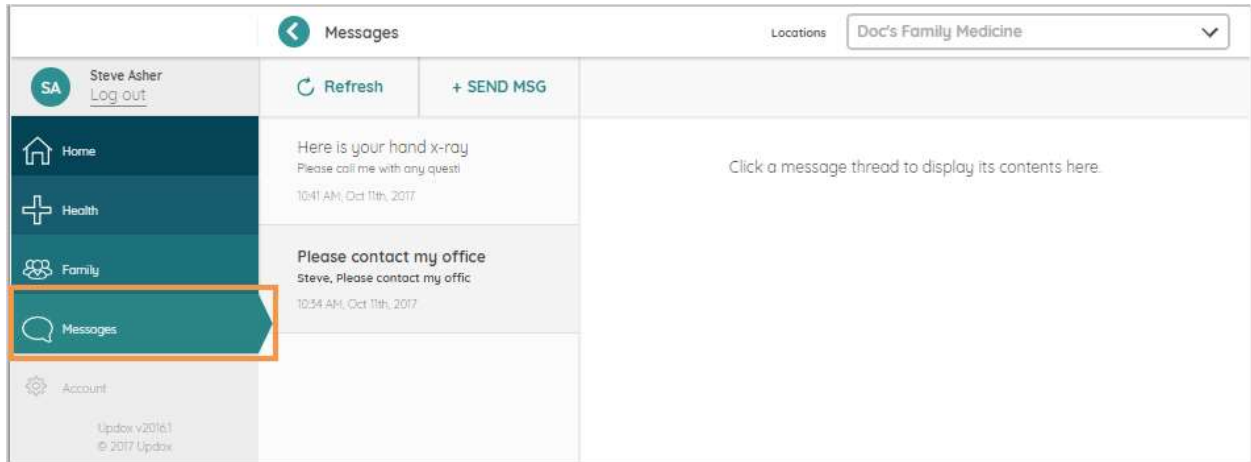 Messages
Locations
Doc's Family Medicine
SA
Steve Asher
Log out
Refresh
+ SEND MSG
Home
Health
Family
Messages
Account
Updox v2016.1
© 2017 Updox
Here is your hand x-ray
Please call me with any questi
10:41 AM, Oct 11th, 2017
Please contact my office
Steve, Please contact my offic
10:34 AM, Oct 11th, 2017
Click a message thread to display its contents here.